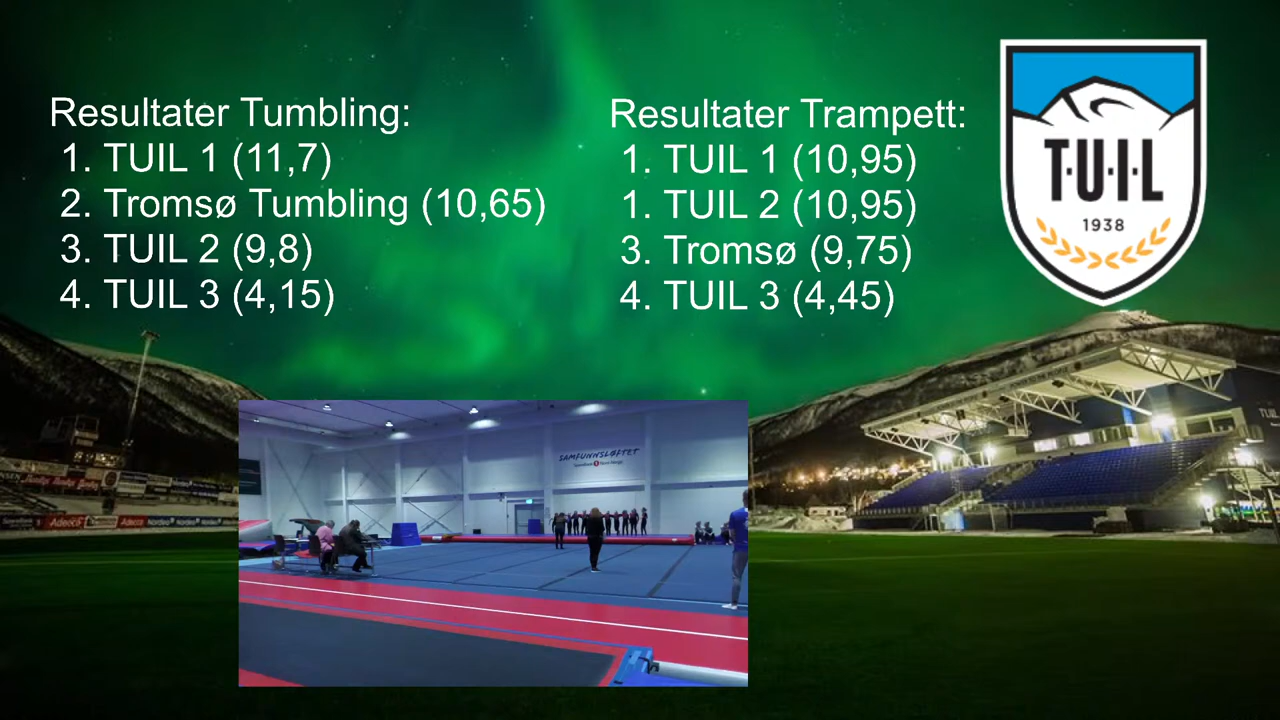 Resultater Tumbling:
1. TUIL 1 (11,7)
2. Tromsø Tumbling (10,65)
3. TUIL 2 (9,8)
4. TUIL 3 (4,15)
Resultater Trampett:
1. TUIL 1 (10,95)
1. TUIL 2 (10,95)
3. Tromsø (9,75)
4. TUIL 3 (4,45)
T·U·I·L
1938
SAMFUNNSLØFTET
Adecco
Adecco